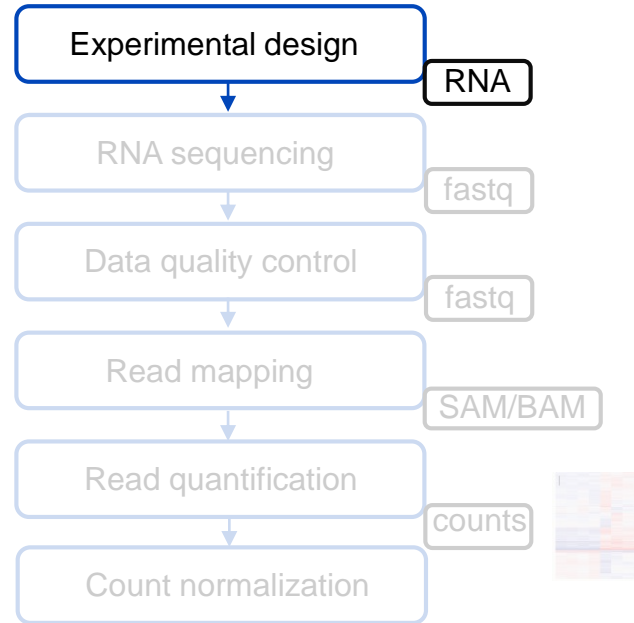 Experimental design
RNA
RNA sequencing
fastq
Data quality control
fastq
Read mapping
SAM/BAM
Read quantification
counts
Count normalization